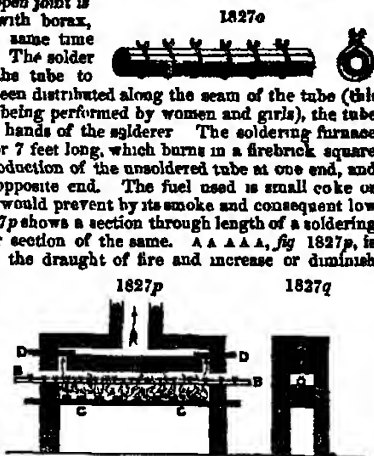 open joint is
with borax,
same time
The solder
the tube to
1827o
been distributed along the seam of the tube (this
being performed by women and girls), the tube
hands of the solderer The soldering furnace
or 7 feet long, which burns in a firebrick square
oduction of the unsoldered tube at one end, and
opposite end. The fuel used is small coke or
would prevent by its smoke and consequent low
7p shows a section through length of a soldering
section of the same. A A A A A, fig 1827p, is
the draught of fire and increase or diminish
1827p 1827q
A
D D
B B
C C